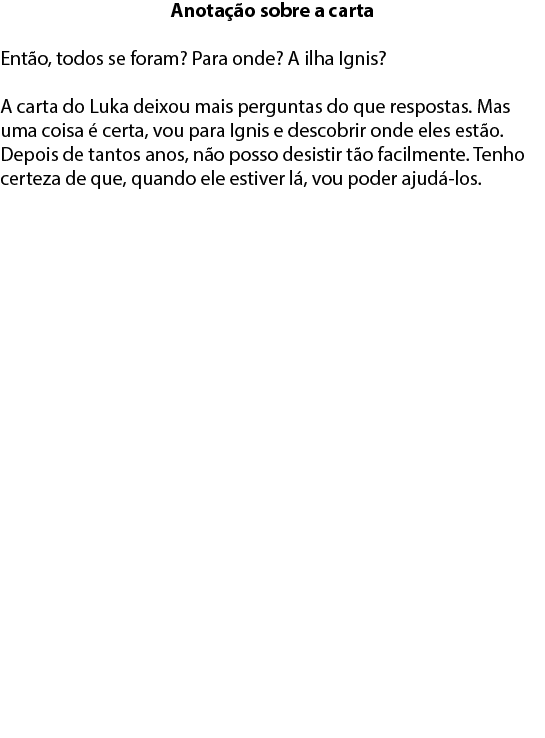 Anotação sobre a carta
Então, todos se foram? Para onde? A ilha Ignis?
A carta do Luka deixou mais perguntas do que respostas. Mas
uma coisa é certa, vou para Ignis e descobrir onde eles estão.
Depois de tantos anos, não posso desistir tão facilmente. Tenho
certeza de que, quando ele estiver lá, vou poder ajudá-los.